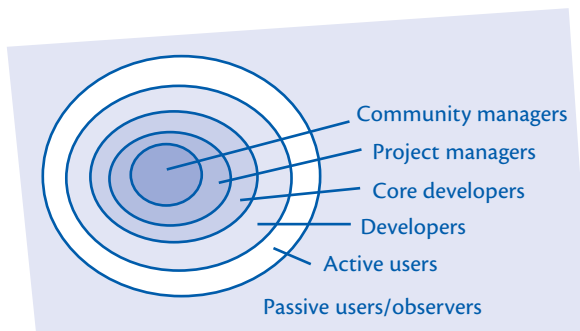 Community managers
Project managers
Core developers
Developers
Active users
Passive users/observers